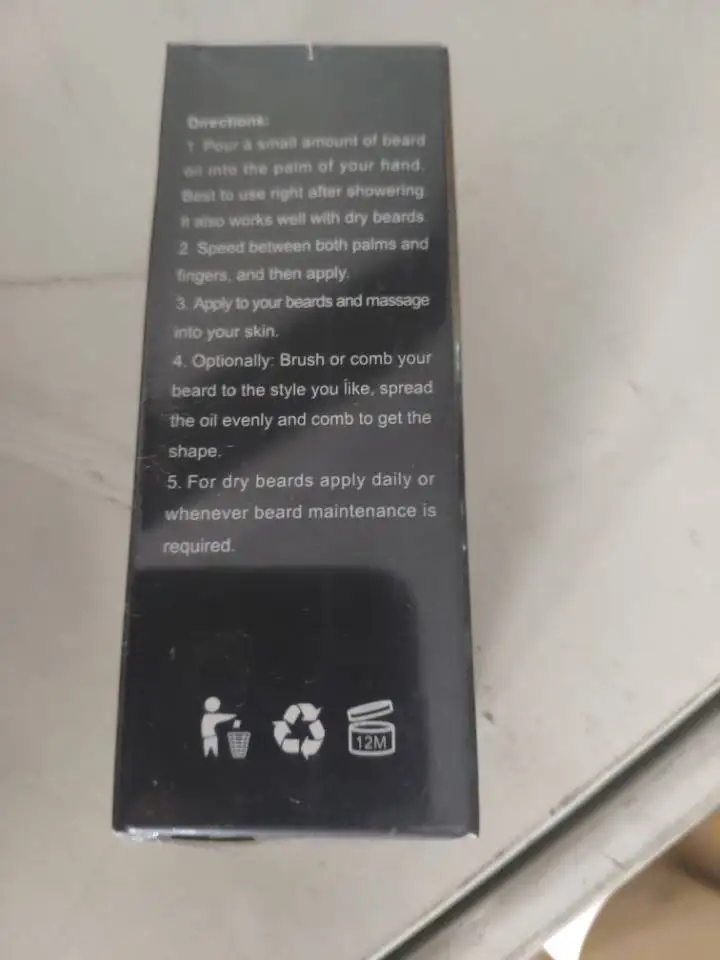 Directions:
1 Pour a small amount of beard
oil into the palm of your hand.
Best to use right after showering.
It also works well with dry beards
2 Speed between both palms and
fingers, and then apply.
3. Apply to your beards and massage
into your skin.
4. Optionally: Brush or comb your
beard to the style you like, spread
the oil evenly and comb to get the
shape.
5. For dry beards apply daily or
whenever beard maintenance is
required.
12M